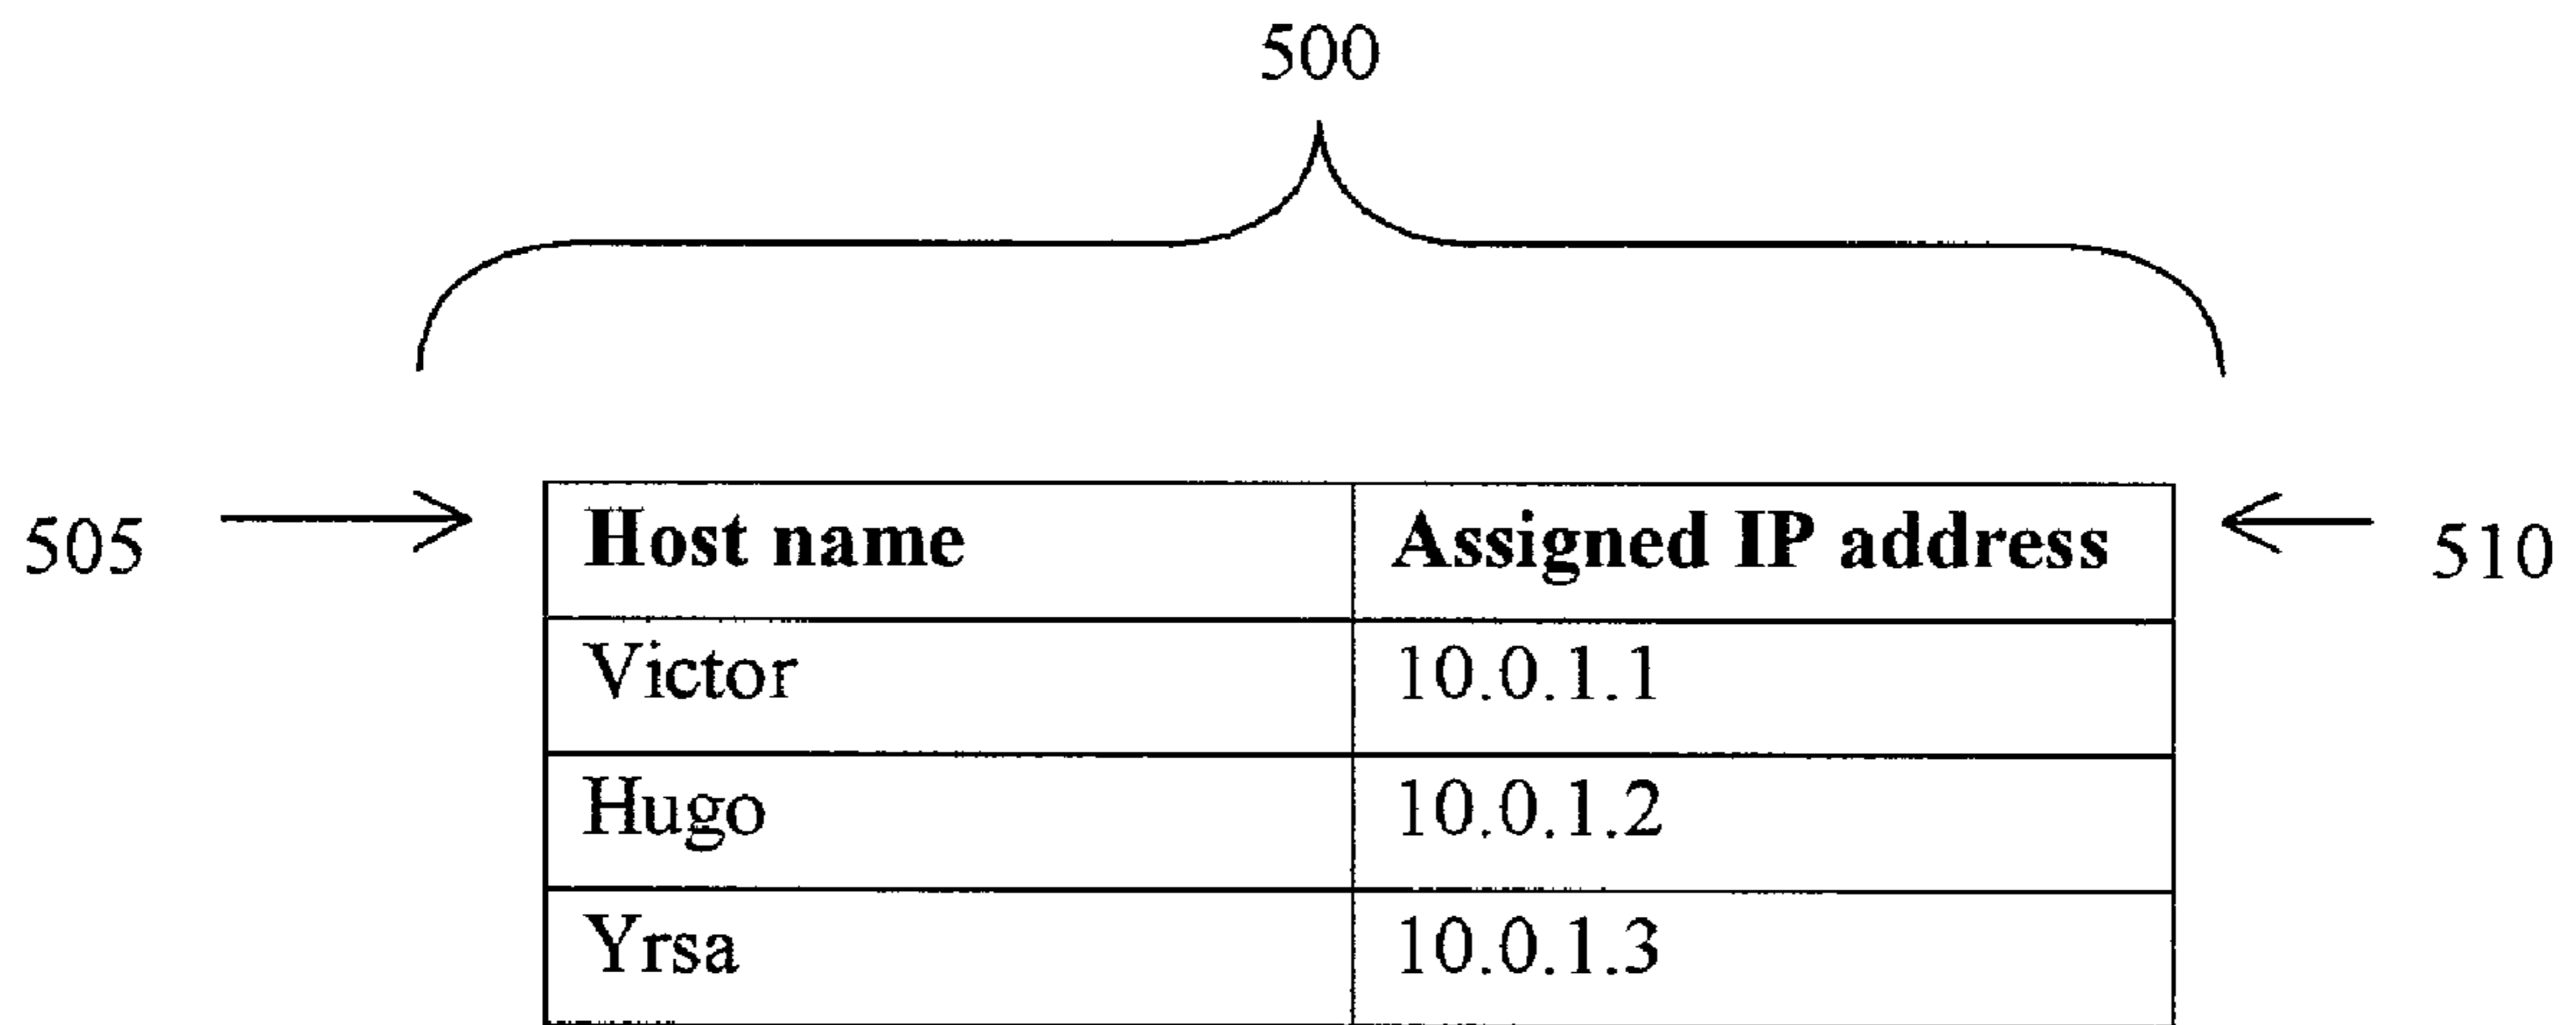 500
505 Host name Assigned IP address 510
Victor 10.0.1.1
Hugo 10.0.1.2
Yrsa 10.0.1.3